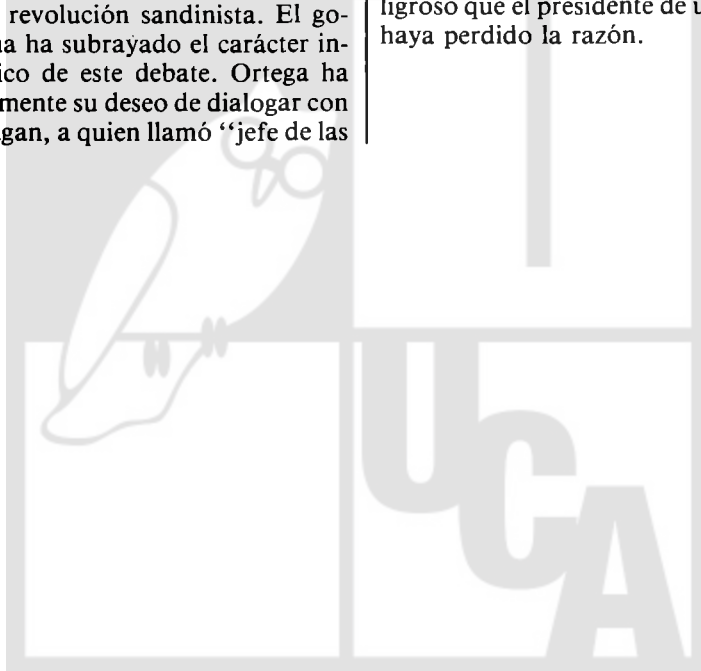 revolución sandinista. El go-
ua ha subrayado el carácter in-
ico de este debate. Ortega ha
mente su deseo de dialogar con
gan, a quien llamó “jefe de las
ligroso que el presidente de u
haya perdido la razón.
UCA